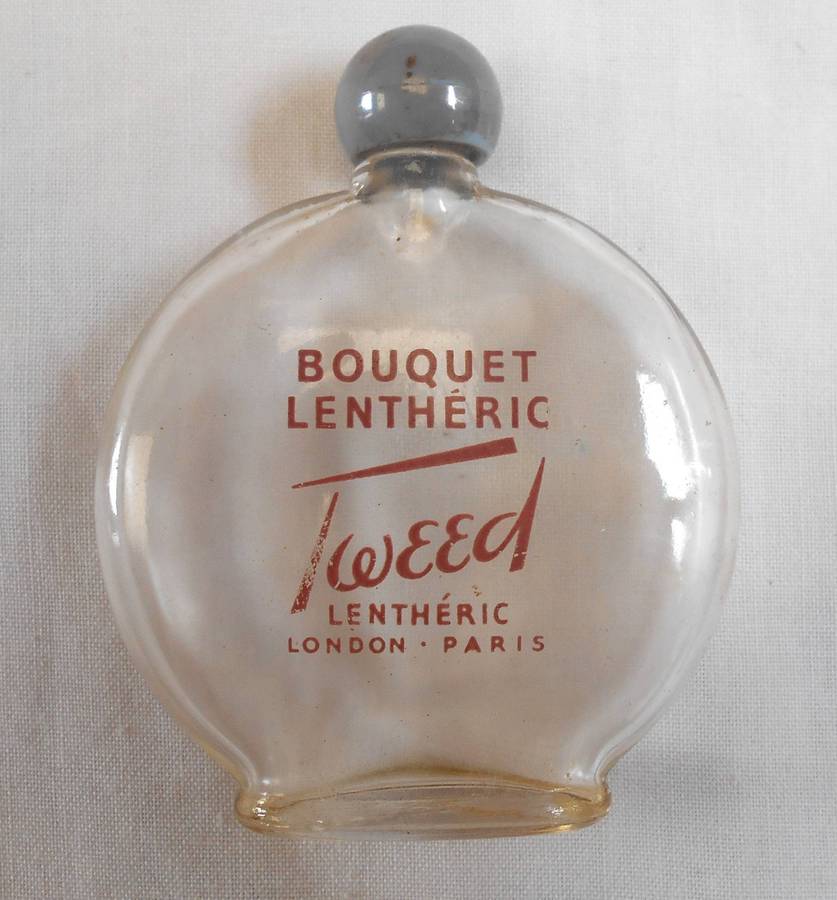 BOUQUET
LENTHÉRIC
Tweed
LENTHÉRIC
LONDON · PARIS